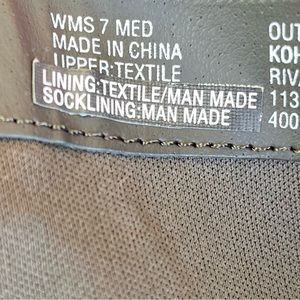 WMS 7 MED
MADE IN CHINA
UPPER:TEXTILE
LINING:TEXTILE/MAN MADE
SOCKLINING:MAN MADE
OUT
KOH
RIV
113
400